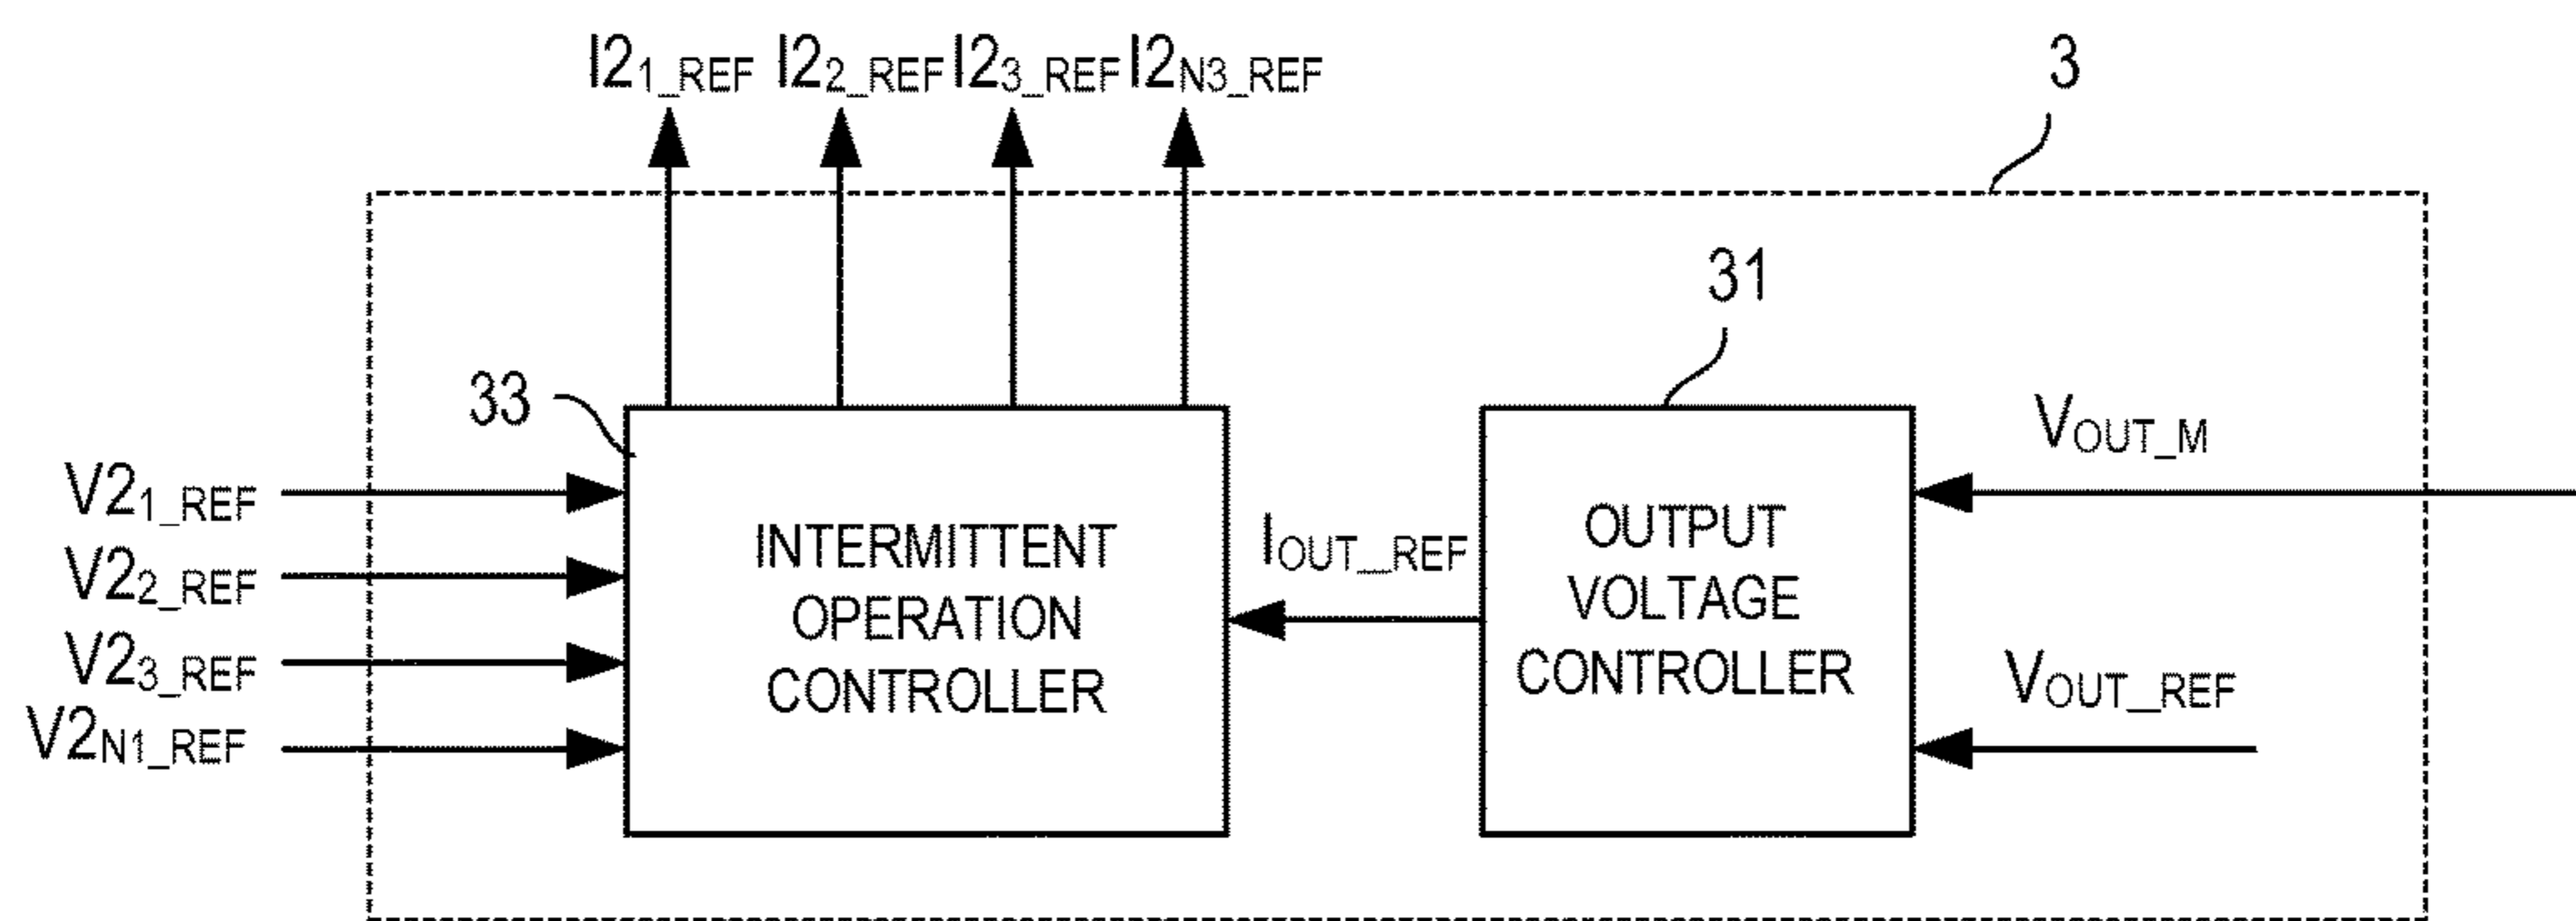 I2₁_REF I2₂_REF I2₃_REF I2N3_REF
3
31
33
V2₁_REF
V2₂_REF
V2₃_REF
V2N1_REF
INTERMITTENT
OPERATION
CONTROLLER
IOUT_REF
OUTPUT
VOLTAGE
CONTROLLER
VOUT_M
VOUT_REF